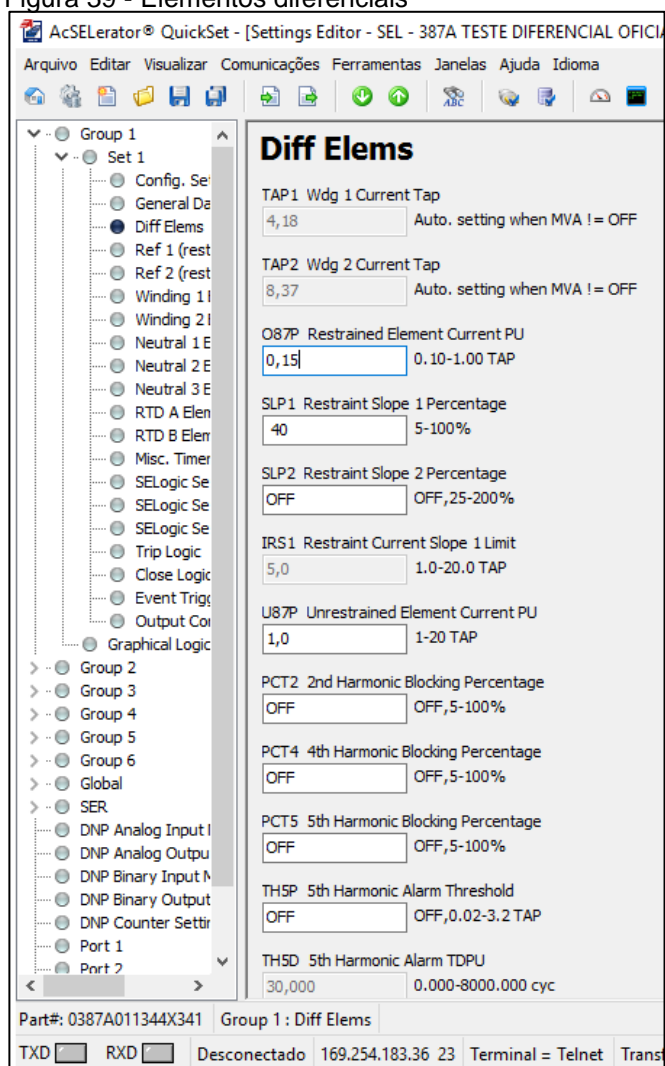 Figura 39 - Elementos diferenciais
AcSELerator® QuickSet - [Settings Editor - SEL - 387A TESTE DIFERENCIAL OFICIA
Arquivo Editar Visualizar Comunicações Ferramentas Janelas Ajuda Idioma
Group 1
Set 1
Config. Se
General Da
Diff Elems
Ref 1 (rest
Ref 2 (rest
Winding 1
Winding 2
Neutral 1 E
Neutral 2 E
Neutral 3 E
RTD A Elem
RTD B Elem
Misc. Timer
SELogic Se
SELogic Se
SELogic Se
Trip Logic
Close Logic
Event Trigg
Output Co
Graphical Logic
Group 2
Group 3
Group 4
Group 5
Group 6
Global
SER
DNP Analog Input
DNP Analog Outpu
DNP Binary Input
DNP Binary Output
DNP Counter Settin
Port 1
Port 2
Diff Elems
TAP1 Wdg 1 Current Tap
4,18 Auto. setting when MVA != OFF
TAP2 Wdg 2 Current Tap
8,37 Auto. setting when MVA != OFF
O87P Restrained Element Current PU
0,15 0.10-1.00 TAP
SLP1 Restraint Slope 1 Percentage
40 5-100%
SLP2 Restraint Slope 2 Percentage
OFF OFF,25-200%
IRS1 Restraint Current Slope 1 Limit
5,0 1.0-20.0 TAP
U87P Unrestrained Element Current PU
1,0 1-20 TAP
PCT2 2nd Harmonic Blocking Percentage
OFF OFF,5-100%
PCT4 4th Harmonic Blocking Percentage
OFF OFF,5-100%
PCT5 5th Harmonic Blocking Percentage
OFF OFF,5-100%
TH5P 5th Harmonic Alarm Threshold
OFF OFF,0.02-3.2 TAP
TH5D 5th Harmonic Alarm TDPU
30,000 0.000-8000.000 cyc
Part#: 0387A011344X341 Group 1 : Diff Elems
TXD RXD Desconectado 169.254.183.36 23 Terminal = Telnet Transf